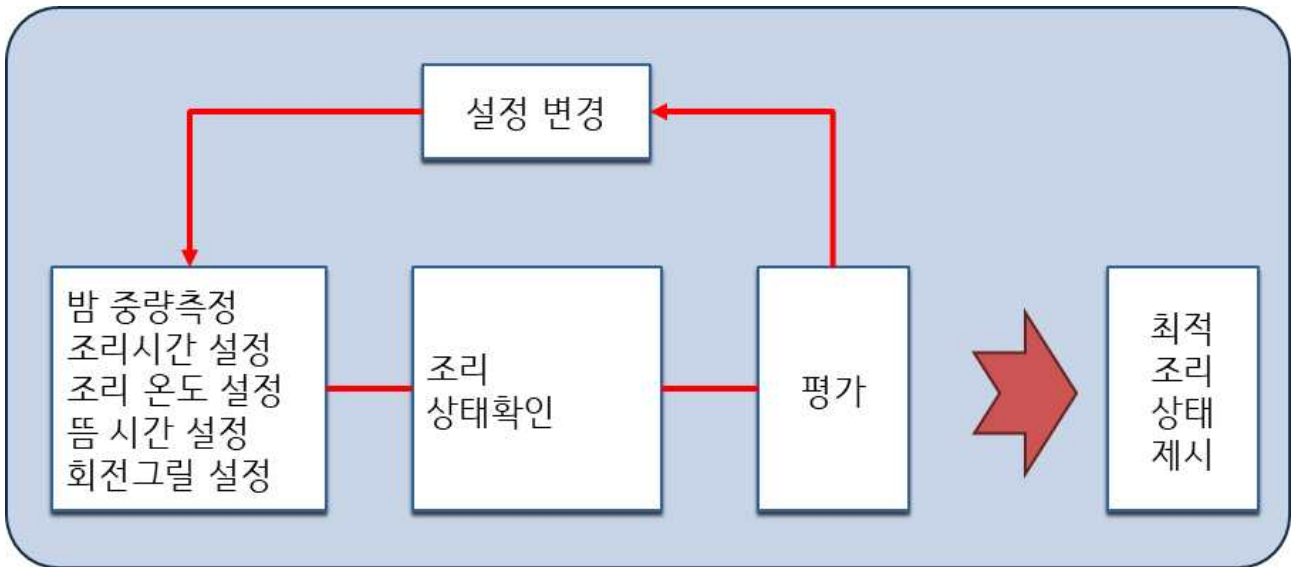 설정 변경
밤 중량측정
조리시간 설정
조리 온도 설정
뜸 시간 설정
회전그릴 설정
조리
상태확인
평가
최적
조리
상태
제시